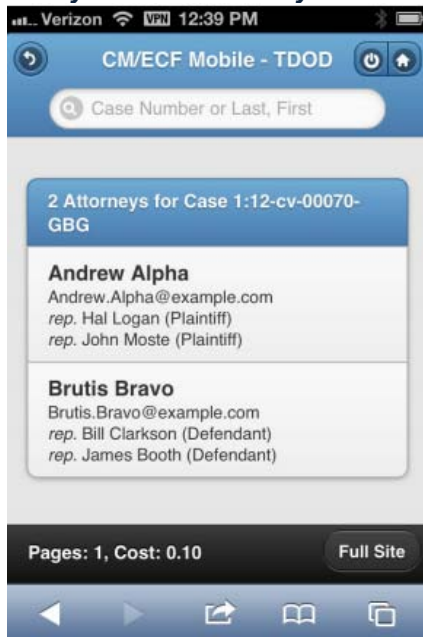 Verizon VPN 12:39 PM
CM/ECF Mobile - TDOD
Case Number or Last, First
2 Attorneys for Case 1:12-cv-00070-
GBG
Andrew Alpha
Andrew.Alpha@example.com
rep. Hal Logan (Plaintiff)
rep. John Moste (Plaintiff)
Brutis Bravo
Brutis.Bravo@example.com
rep. Bill Clarkson (Defendant)
rep. James Booth (Defendant)
Pages: 1, Cost: 0.10
Full Site